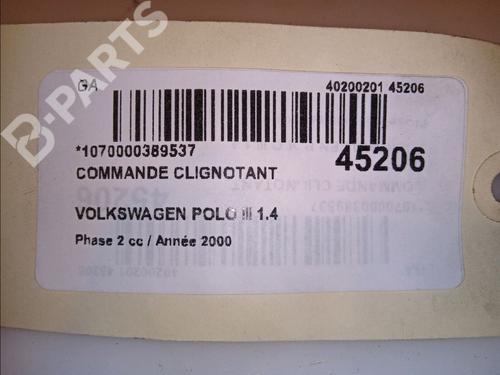 B-PARTS
GA 40200201 45206
*1070000389537 45206
COMMANDE CLIGNOTANT
VOLKSWAGEN POLO III 1.4
Phase 2 cc / Année 2000